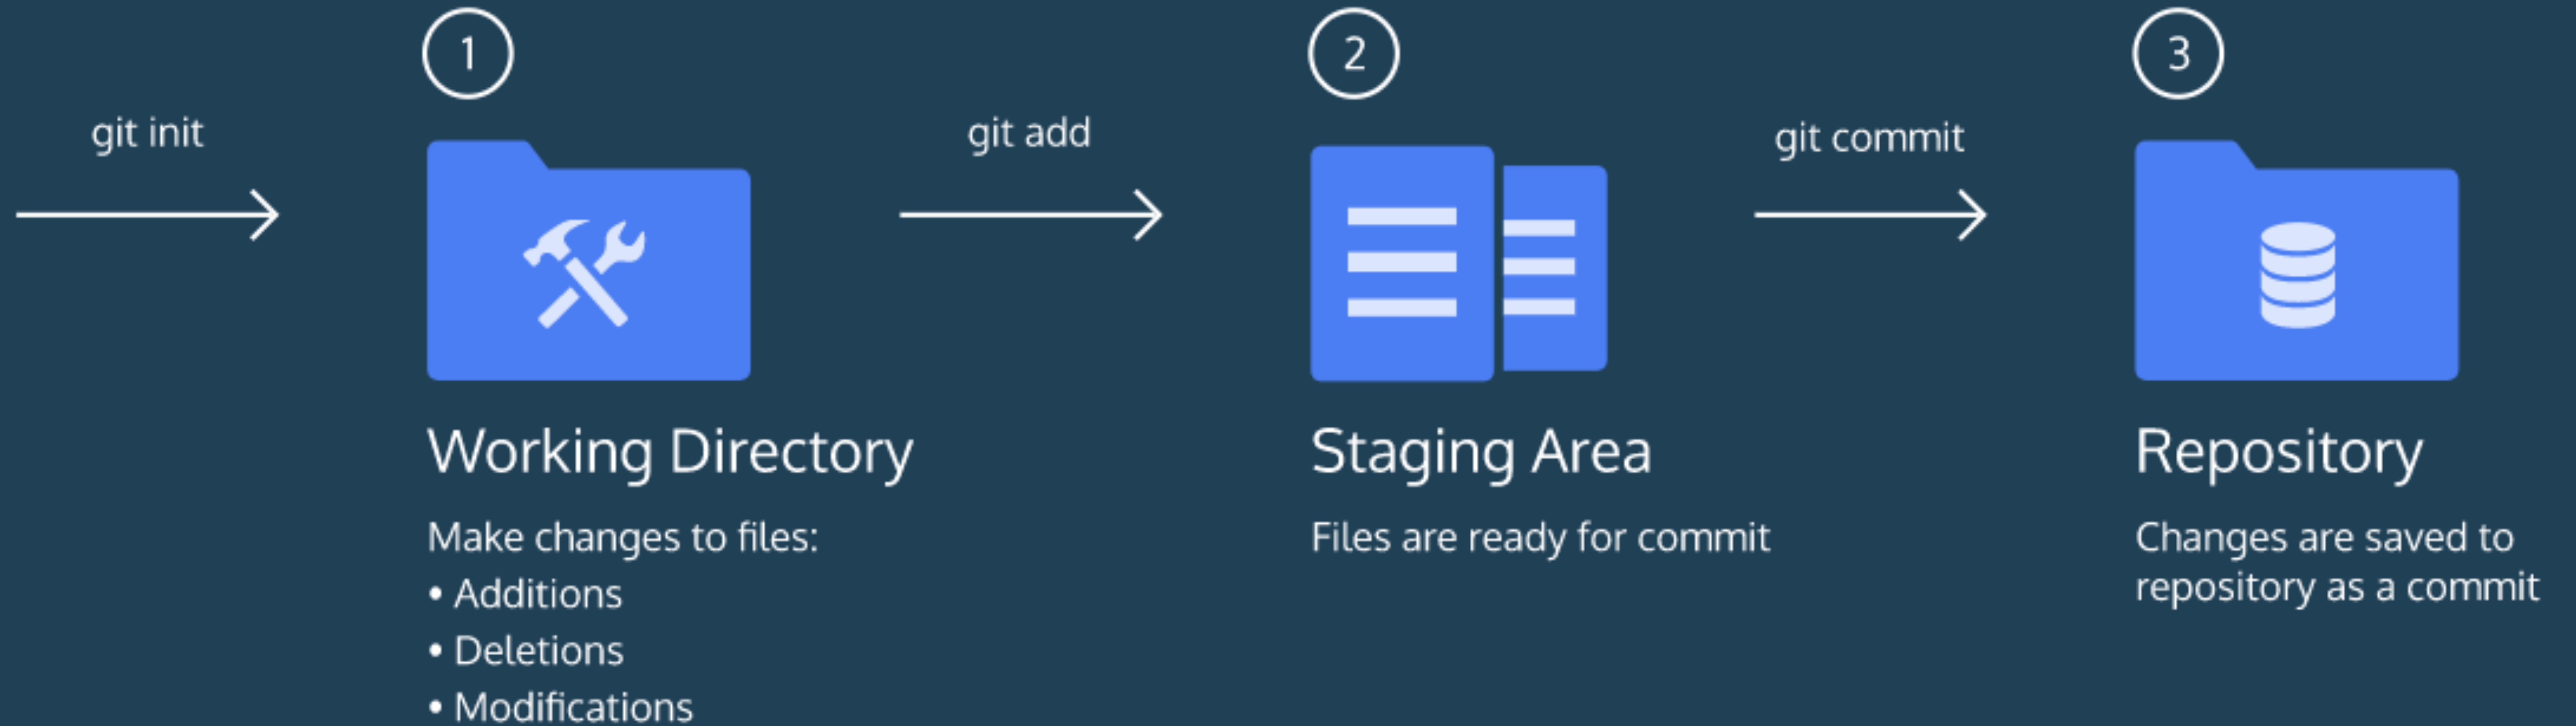 git init
1
Working Directory
Make changes to files:
• Additions
• Deletions
• Modifications
git add
2
Staging Area
Files are ready for commit
git commit
3
Repository
Changes are saved to
repository as a commit